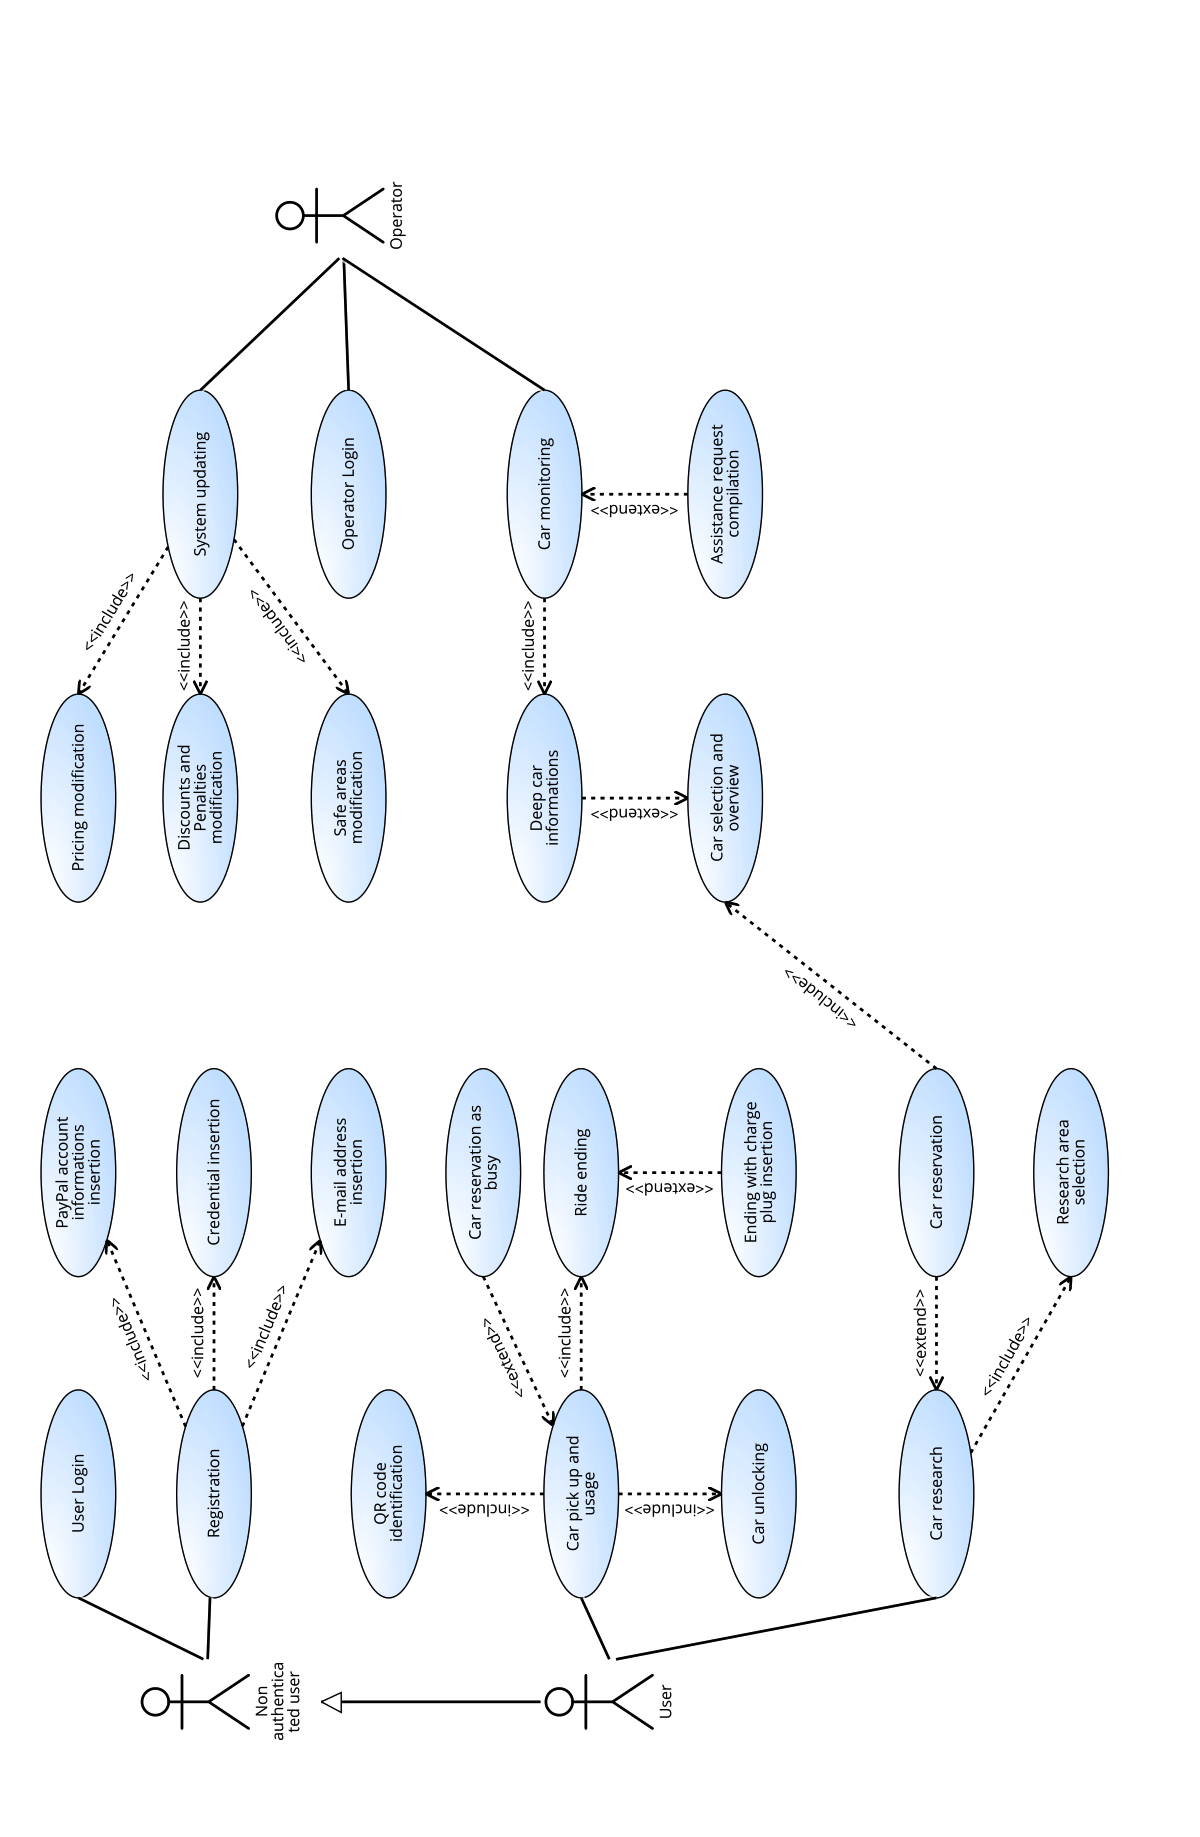 User Login
PayPal account
informations
insertion
Pricing modification
<<include>>
<<include>>
Non
authentica
ted user
Registration
<<include>>
Credential insertion
Discounts and
Penalties
modification
<<include>>
System updating
<<include>>
<<include>>
E-mail address
insertion
Safe areas
modification
Operator Login
Operator
QR code
identification
<<include>>
<<extend>>
Car reservation as
busy
Car pick up and
usage
<<include>>
Ride ending
Deep car
informations
<<include>>
Car monitoring
User
<<include>>
<<extend>>
<<extend>>
<<extend>>
Car unlocking
Ending with charge
plug insertion
Car selection and
overview
Assistance request
compilation
<<include>>
Car research
<<extend>>
Car reservation
<<include>>
Research area
selection